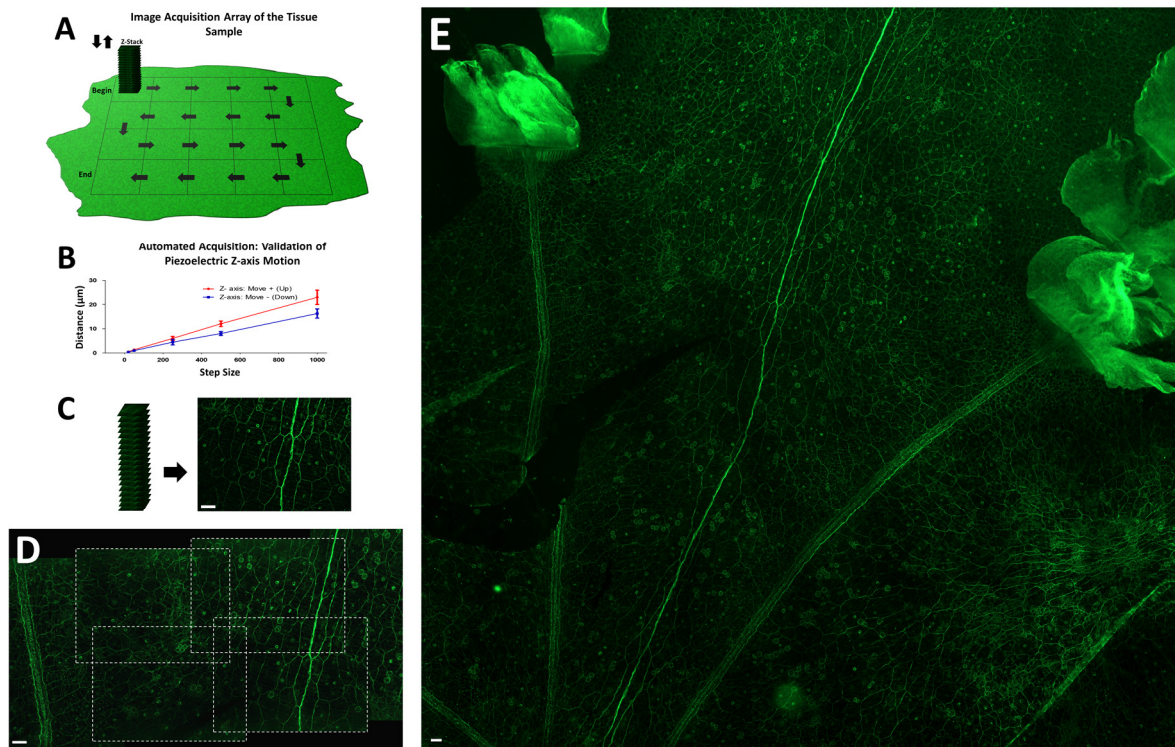 A
Image Acquisition Array of the Tissue
Sample
Z-Stack
Begin
End
B
Automated Acquisition: Validation of
Piezoelectric Z-axis Motion
Z- axis: Move + (Up)
Z-axis: Move - (Down)
Distance (μm)
30
20
10
0
0
200
400
600
800
1000
Step Size
C
D
E